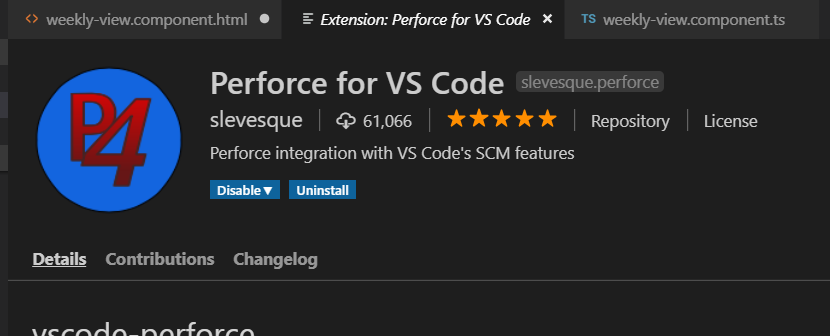 <> weekly-view.component.html ● Extension: Perforce for VS Code × TS weekly-view.component.ts
P4
Perforce for VS Code slevesque.perforce
slevesque 61,066 Repository License
Perforce integration with VS Code's SCM features
Disable▼ Uninstall
Details Contributions Changelog
vscode-perforce